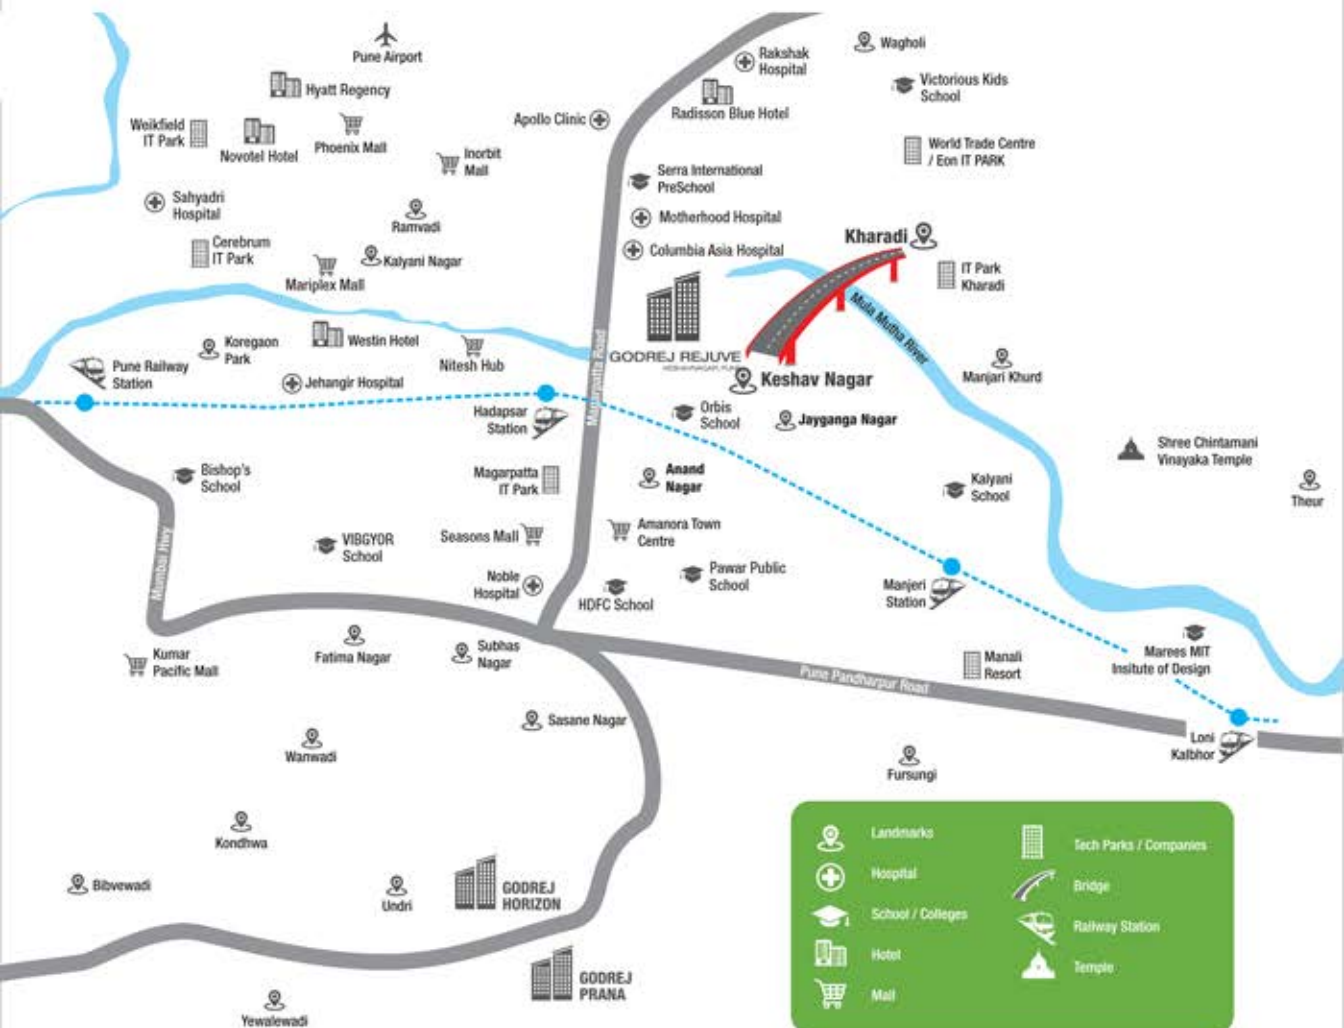 Pune Airport
Hyatt Regency
Weikfield
IT Park
Novotel Hotel
Phoenix Mall
Inorbit
Mall
Apollo Clinic
Rakshak
Hospital
Radisson Blue Hotel
Wagholi
Victorious Kids
School
World Trade Centre
/ Eon IT PARK
Serra International
PreSchool
Motherhood Hospital
Columbia Asia Hospital
Sahyadri
Hospital
Ramvadi
Cerebrum
IT Park
Kalyani Nagar
Mariplex Mall
Kharadi
IT Park
Kharadi
Mula Mutha River
GODREJ REJUVE
Magarpatta Road
Koregaon
Park
Westin Hotel
Nitesh Hub
Pune Railway
Station
Jehangir Hospital
Keshav Nagar
Manjari Khurd
Hadapsar
Station
Orbis
School
Jayganga Nagar
Shree Chintamani
Vinayaka Temple
Theur
Bishop's
School
Magarpatta
IT Park
Anand
Nagar
Kalyani
School
Mumbai Hwy
VIBGYOR
School
Seasons Mall
Amanora Town
Centre
Noble
Hospital
HDFC School
Pawar Public
School
Manjeri
Station
Kumar
Pacific Mall
Fatima Nagar
Subhas
Nagar
Pune Pandharpur Road
Manali
Resort
Marees MIT
Insitute of Design
Sasane Nagar
Wanwadi
Fursungi
Loni
Kalbhor
Kondhwa
Bibvewadi
Undri
GODREJ
HORIZON
GODREJ
PRANA
Yewalewadi
Landmarks
Hospital
School / Colleges
Hotel
Mall
Tech Parks / Companies
Bridge
Railway Station
Temple